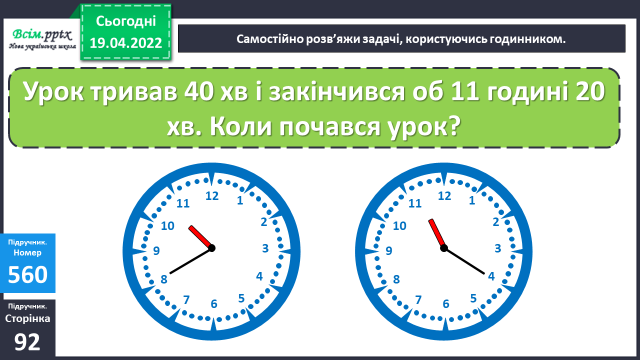 Всім.pptx
Нова українська школа
Сьогодні
19.04.2022
Самостійно розв’яжи задачі, користуючись годинником.
Урок тривав 40 хв і закінчився об 11 годині 20
хв. Коли почався урок?
12
1
2
3
4
5
6
7
8
9
10
11
12
1
2
3
4
5
6
7
8
9
10
11
Підручник.
Номер
560
Підручник.
Сторінка
92